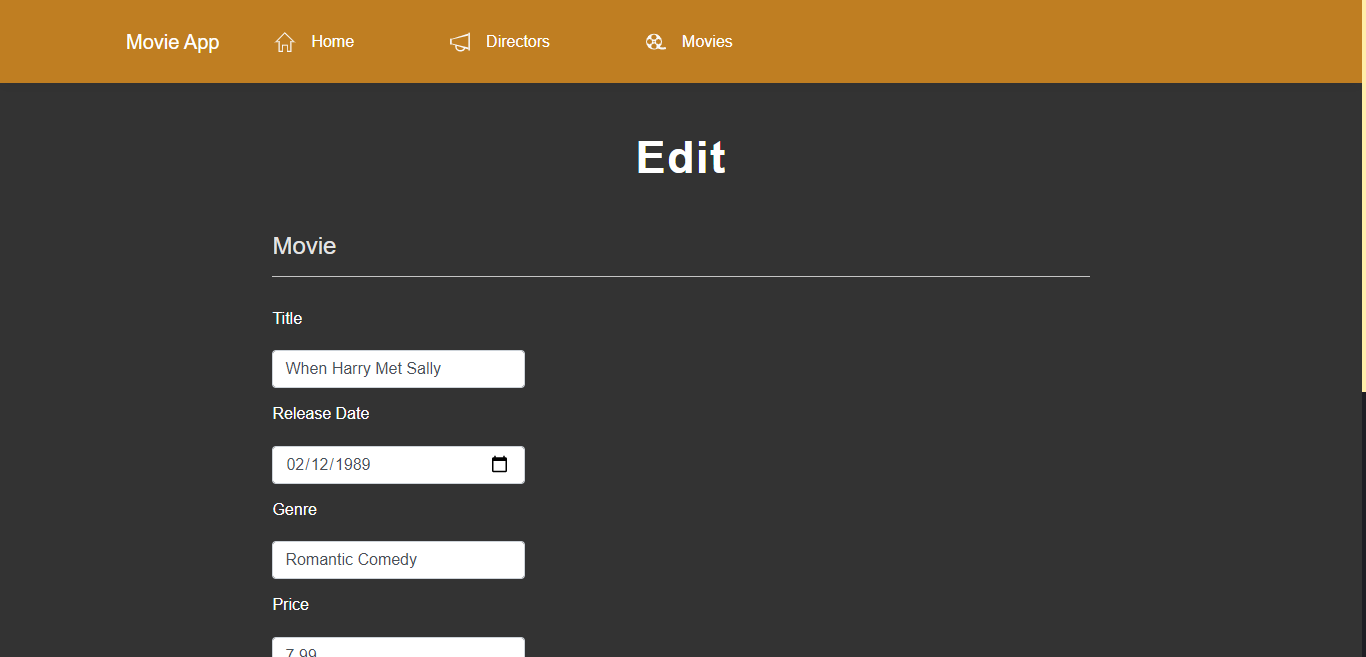 Movie App Home Directors Movies
Edit
Movie
Title
When Harry Met Sally
Release Date
02/12/1989
Genre
Romantic Comedy
Price
7.99